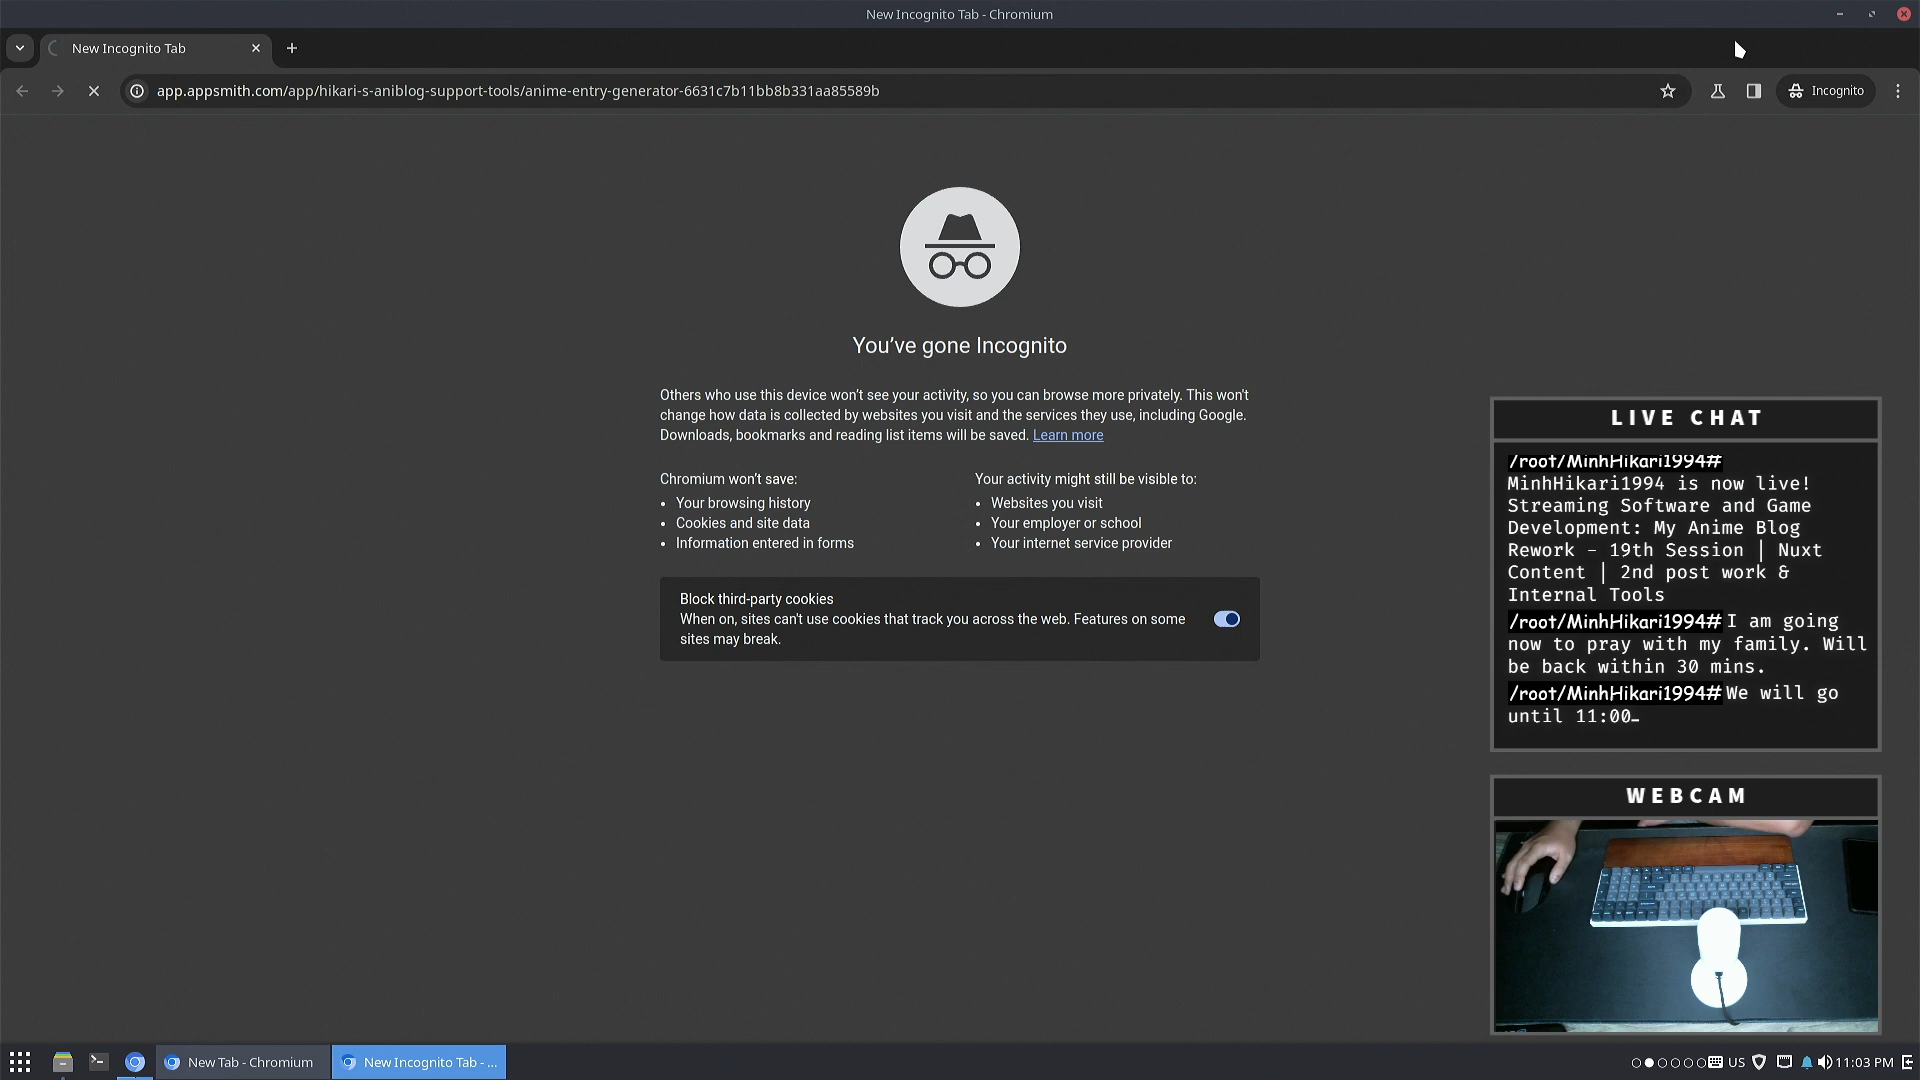 New Incognito Tab - Chromium
New Incognito Tab
app.appsmith.com/app/hikari-s-aniblog-support-tools/anime-entry-generator-6631c7b11bb8b331aa85589b
Incognito
You've gone Incognito
Others who use this device won't see your activity, so you can browse more privately. This won't
change how data is collected by websites you visit and the services they use, including Google.
Downloads, bookmarks and reading list items will be saved. Learn more
Chromium won't save:
• Your browsing history
• Cookies and site data
• Information entered in forms
Your activity might still be visible to:
• Websites you visit
• Your employer or school
• Your internet service provider
Block third-party cookies
When on, sites can't use cookies that track you across the web. Features on some
sites may break.
LIVE CHAT
/root/MinhHikari1994#
MinhHikari1994 is now live!
Streaming Software and Game
Development: My Anime Blog
Rework - 19th Session | Nuxt
Content | 2nd post work &
Internal Tools
/root/MinhHikari1994# I am going
now to pray with my family. Will
be back within 30 mins.
/root/MinhHikari1994# We will go
until 11:00_
WEBCAM
New Tab - Chromium
New Incognito Tab - ...
US
11:03 PM